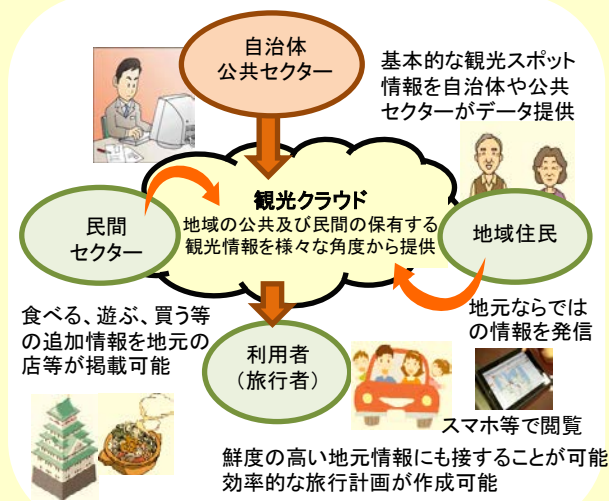 自治体
公共セクター
基本的な観光スポット
情報を自治体や公共
セクターがデータ提供
観光クラウド
地域の公共及び民間の保有する
観光情報を様々な角度から提供
民間
セクター
地域住民
食べる、遊ぶ、買う等
の追加情報を地元の
店等が掲載可能
地元ならでは
の情報を発信
利用者
(旅行者)
スマホ等で閲覧
鮮度の高い地元情報にも接することが可能
効率的な旅行計画が作成可能